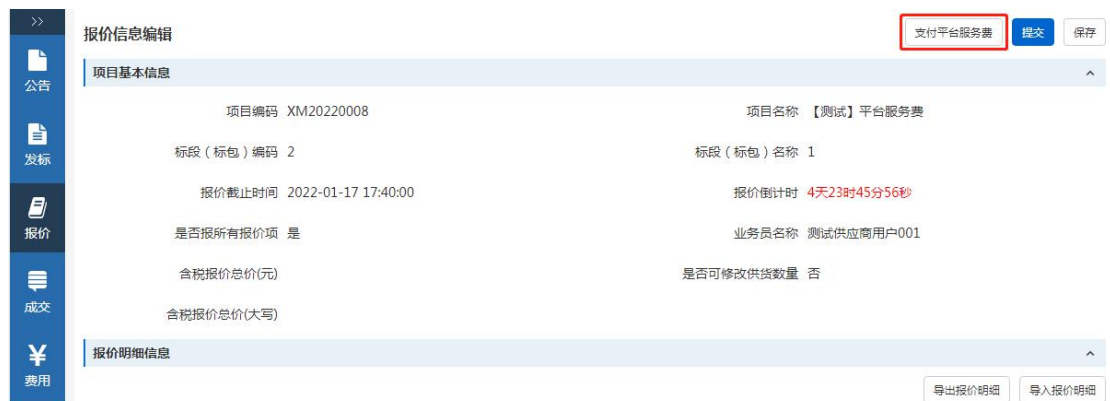 >>
公告
发标
报价
成交
费用
报价信息编辑
支付平台服务费
提交
保存
项目基本信息
项目编码 XM20220008
项目名称 【测试】平台服务费
标段（标包）编码 2
标段（标包）名称 1
报价截止时间 2022-01-17 17:40:00
报价倒计时 4天23时45分56秒
是否报所有报价项 是
业务员名称 测试供应商用户001
含税报价总价(元)
是否可修改供货数量 否
含税报价总价(大写)
报价明细信息
导出报价明细
导入报价明细